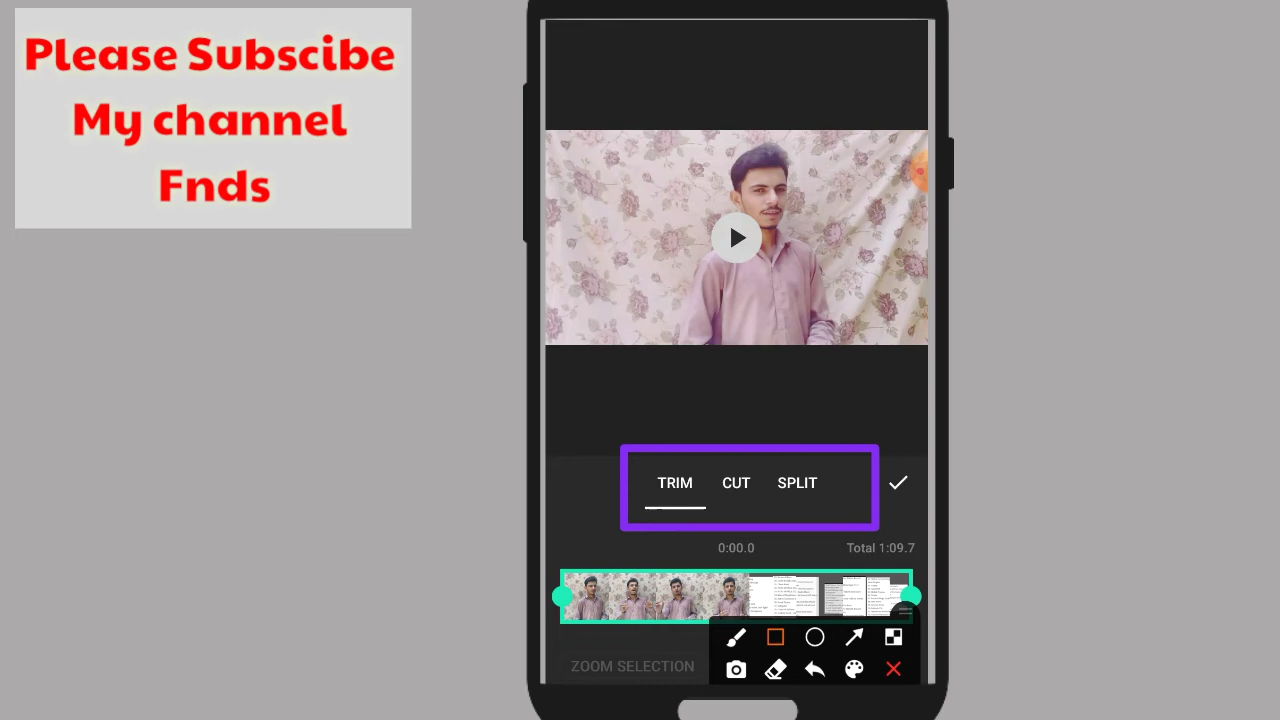 Please Subscibe
My channel
Fnds
TRIM CUT SPLIT
0:00.0 Total 1:09.7
ZOOM SELECTION